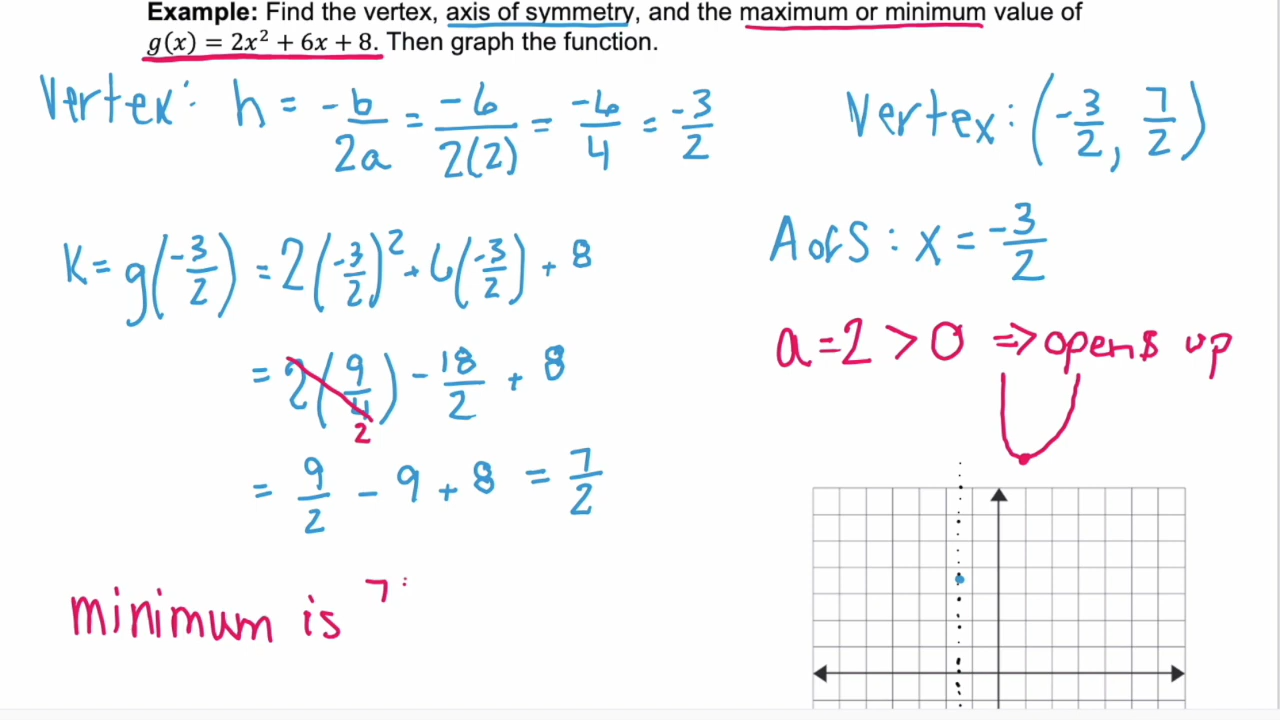 Example: Find the vertex, axis of symmetry, and the maximum or minimum value of
g(x) = 2x² + 6x + 8. Then graph the function.
Vertex: h = -b/2a = -6/2(2) = -6/4 = -3/2
K = g(-3/2) = 2(-3/2)² + 6(-3/2) + 8
= 2(9/4) - 18/2 + 8
2
= 9/2 - 9 + 8 = 7/2
minimum is 7
Vertex: (-3/2, 7/2)
A of S: x = -3/2
a = 2 > 0 => opens up